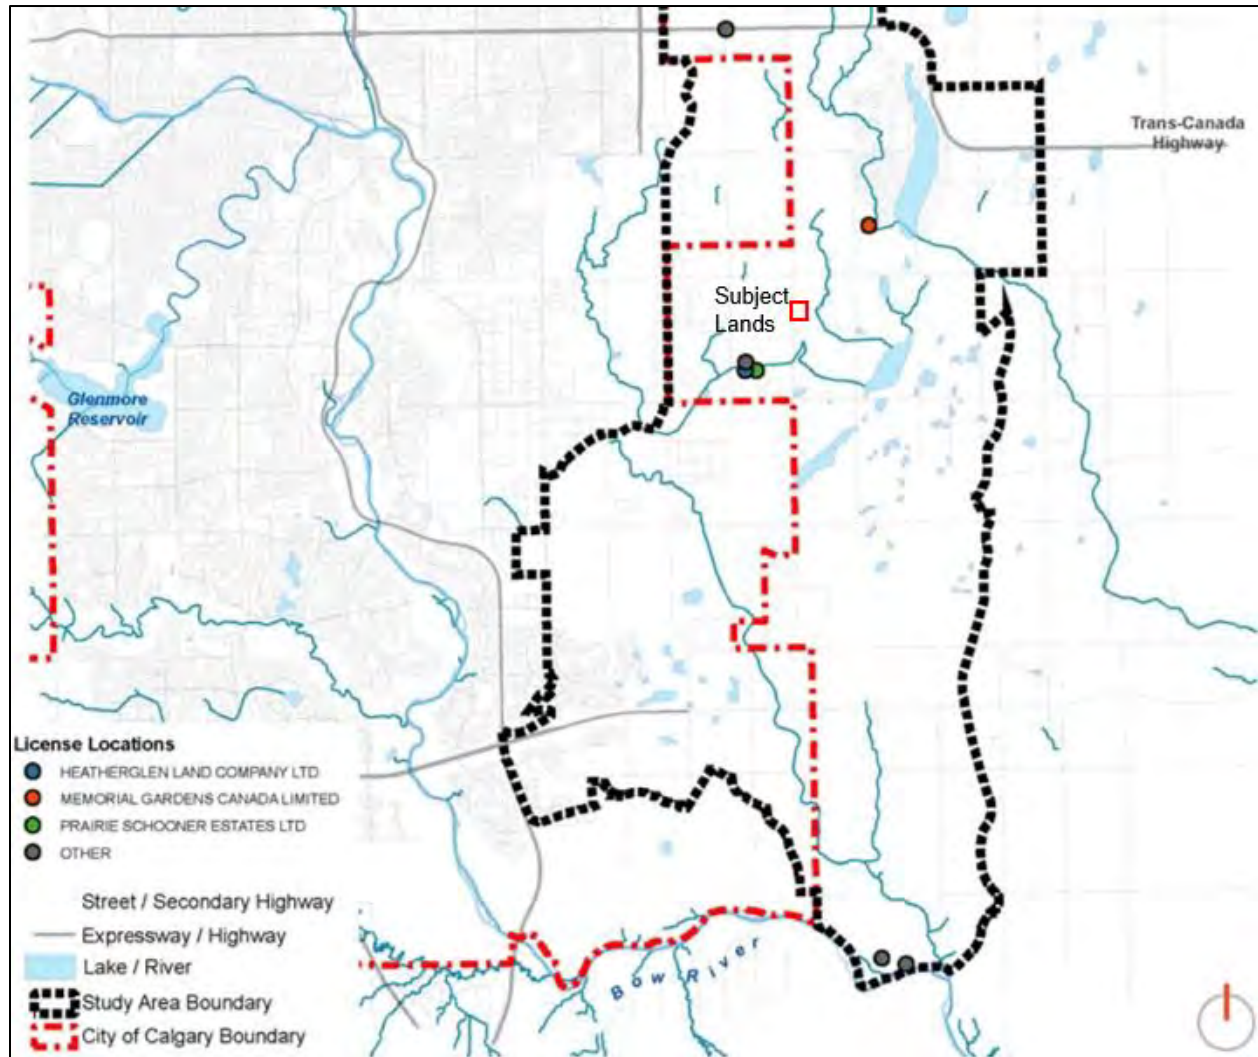 Trans-Canada
Highway
Subject
Lands
Glenmore
Reservoir
License Locations
HEATHERGLEN LAND COMPANY LTD
MEMORIAL GARDENS CANADA LIMITED
PRAIRIE SCHOONER ESTATES LTD
OTHER
Street / Secondary Highway
Expressway / Highway
Lake / River
Study Area Boundary
City of Calgary Boundary
Bow River